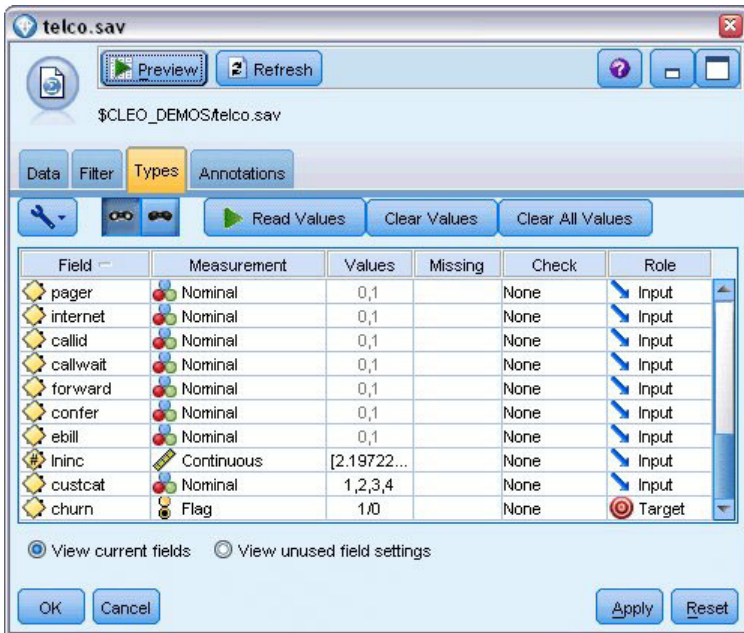 telco.sav
Preview Refresh
$CLEO_DEMOS/telco.sav
Data Filter Types Annotations
Read Values Clear Values Clear All Values
Field Measurement Values Missing Check Role
pager Nominal 0,1 None Input
internet Nominal 0,1 None Input
callid Nominal 0,1 None Input
callwait Nominal 0,1 None Input
forward Nominal 0,1 None Input
confer Nominal 0,1 None Input
ebill Nominal 0,1 None Input
lninc Continuous [2.19722... None Input
custcat Nominal 1,2,3,4 None Input
churn Flag 1/0 None Target
View current fields View unused field settings
OK Cancel Apply Reset